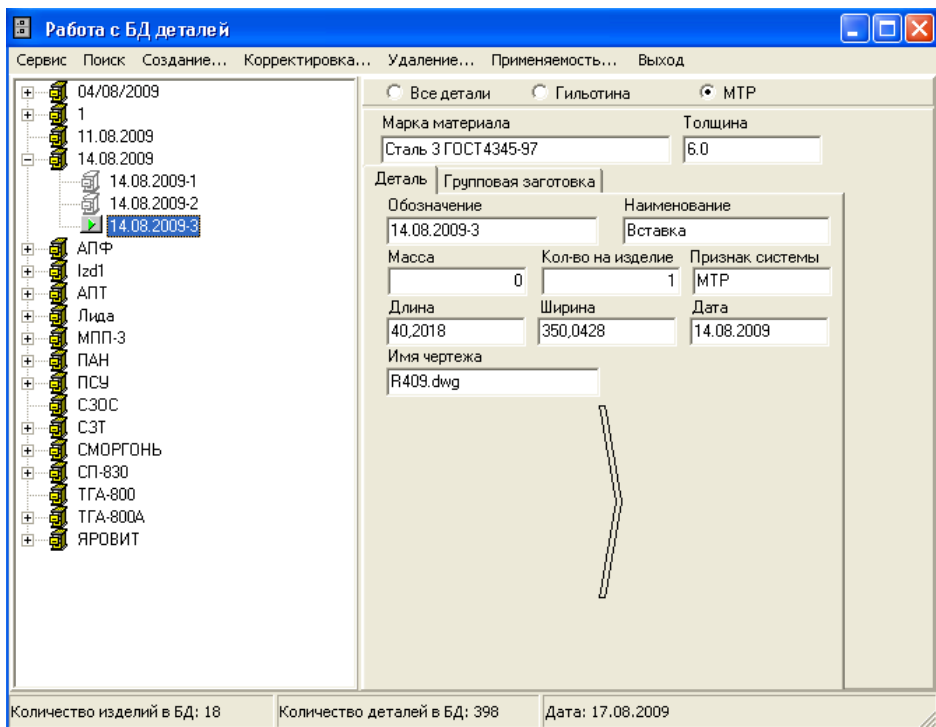 Работа с БД деталей
Сервис Поиск Создание... Корректировка... Удаление... Применяемость... Выход
04/08/2009
1
11.08.2009
14.08.2009
14.08.2009-1
14.08.2009-2
14.08.2009-3
АПФ
Izd1
АПТ
Лида
МПП-3
ПАН
ПСУ
СЗОС
СЗТ
СМОРГОНЬ
СП-830
ТГА-800
ТГА-800А
ЯРОВИТ
Все детали Гильотина МТР
Марка материала Толщина
Сталь 3 ГОСТ4345-97 6.0
Деталь Групповая заготовка
Обозначение Наименование
14.08.2009-3 Вставка
Масса Кол-во на изделие Признак системы
0 1 МТР
Длина Ширина Дата
40,2018 350,0428 14.08.2009
Имя чертежа
R409.dwg
Количество изделий в БД: 18 Количество деталей в БД: 398 Дата: 17.08.2009